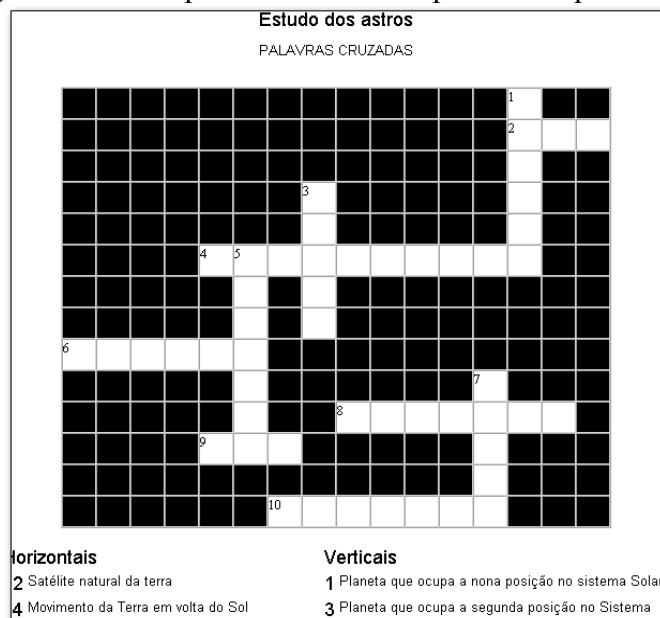 Estudo dos astros
PALAVRAS CRUZADAS
1
2
3
4 5
6
7
8
9
10
Horizontais
2 Satélite natural da terra
4 Movimento da Terra em volta do Sol
Verticais
1 Planeta que ocupa a nona posição no sistema Solar
3 Planeta que ocupa a segunda posição no Sistema